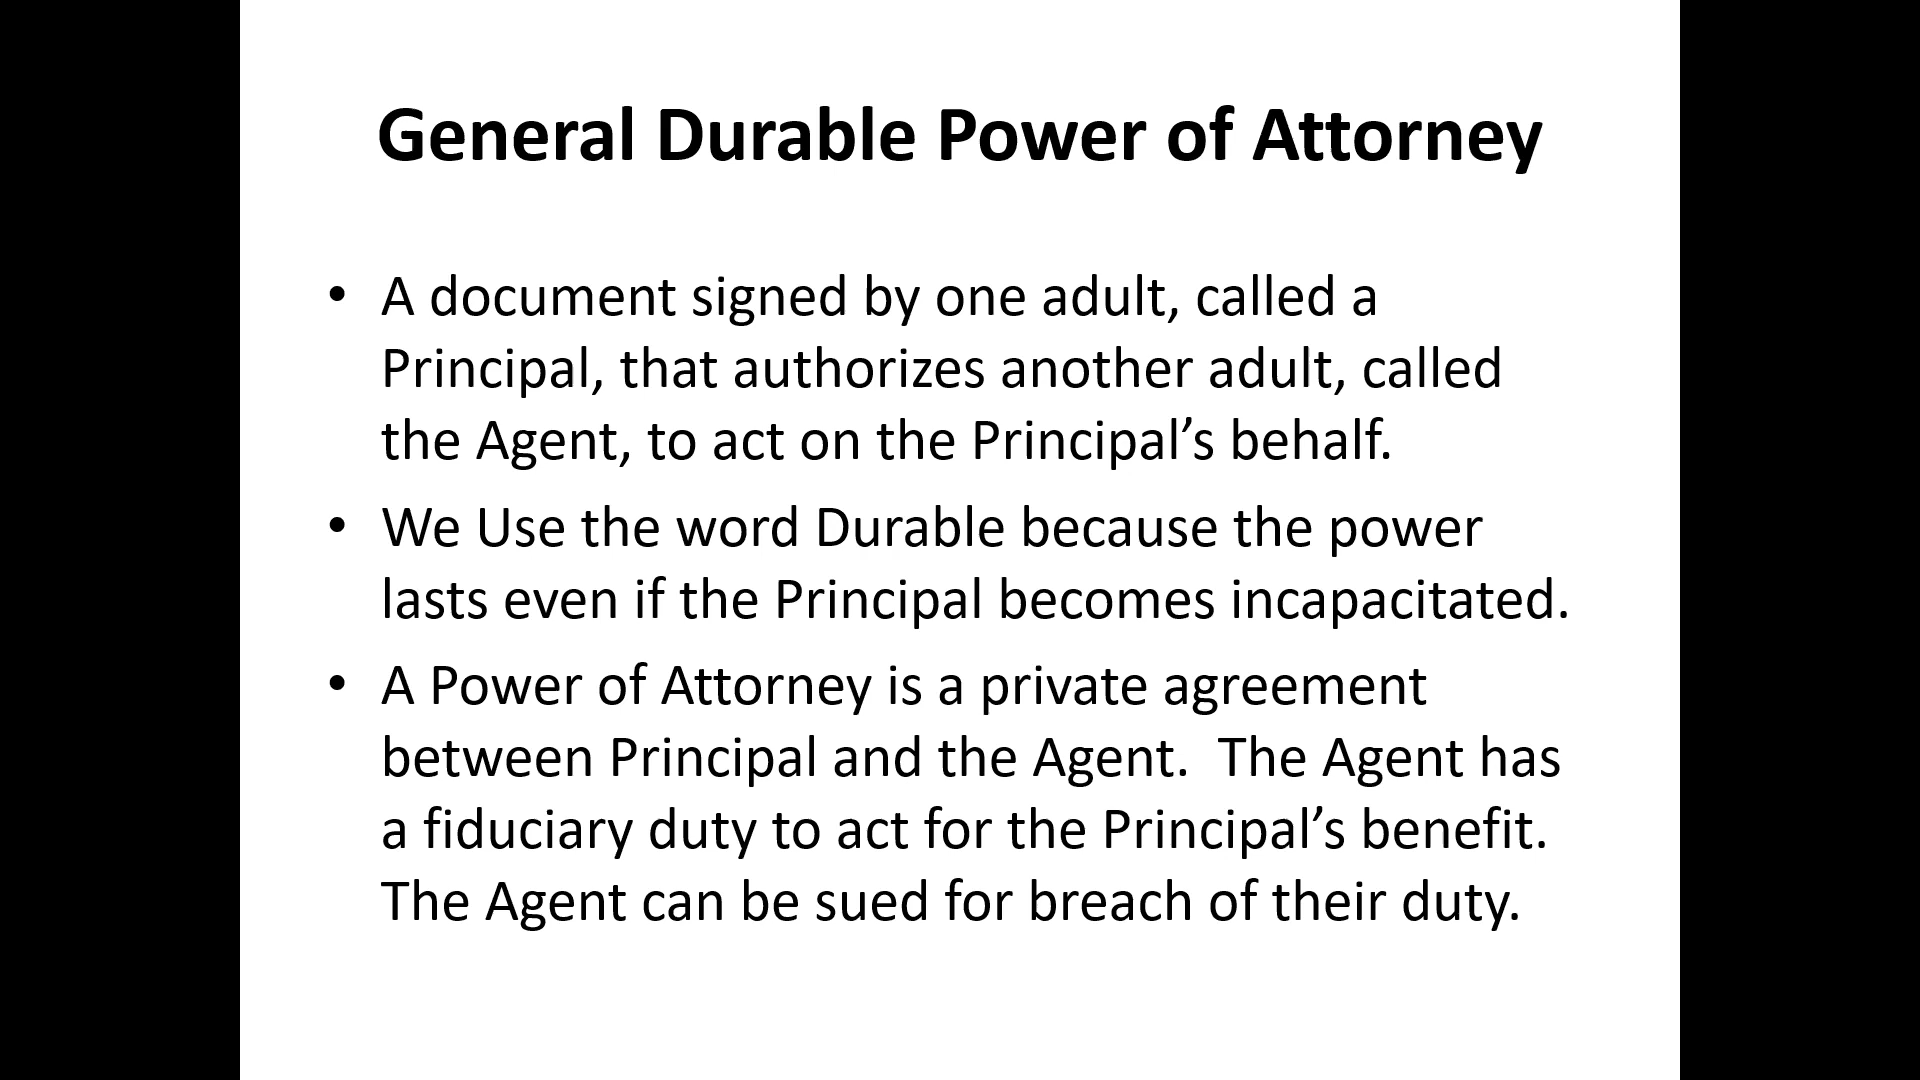 General Durable Power of Attorney
• A document signed by one adult, called a
Principal, that authorizes another adult, called
the Agent, to act on the Principal’s behalf.
• We Use the word Durable because the power
lasts even if the Principal becomes incapacitated.
• A Power of Attorney is a private agreement
between Principal and the Agent.  The Agent has
a fiduciary duty to act for the Principal’s benefit.
The Agent can be sued for breach of their duty.